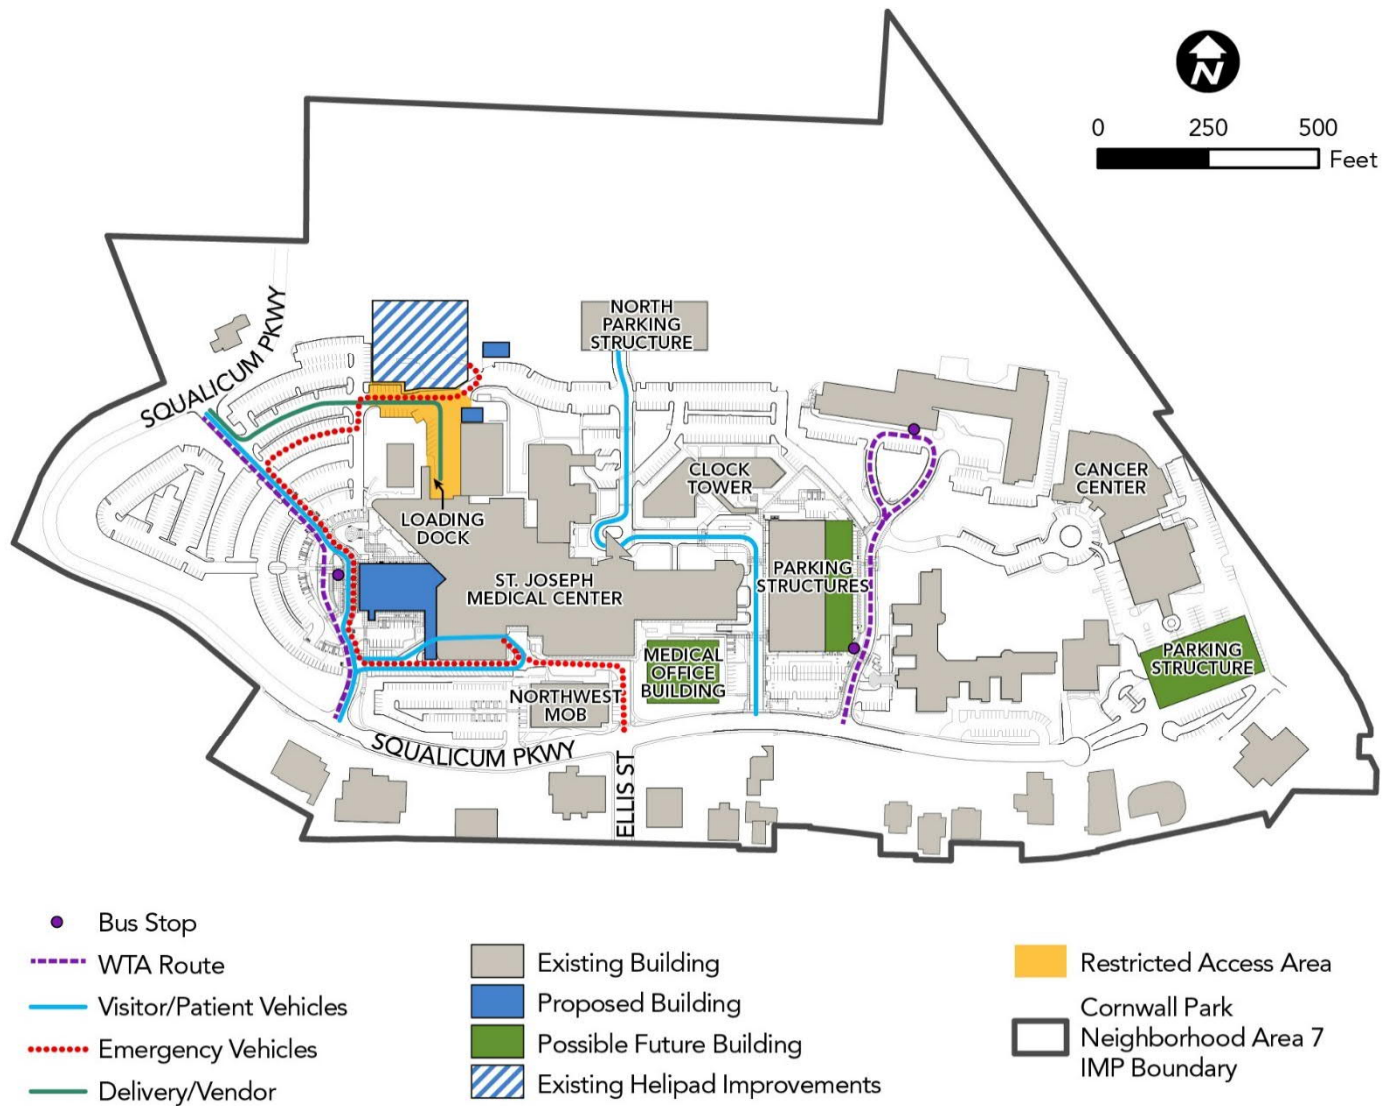 N
0 250 500
Feet
SQUALICUM PKWY
NORTH
PARKING
STRUCTURE
CLOCK
TOWER
CANCER
CENTER
LOADING
DOCK
ST. JOSEPH
MEDICAL CENTER
PARKING
STRUCTURES
MEDICAL
OFFICE
BUILDING
PARKING
STRUCTURE
NORTHWEST
MOB
SQUALICUM PKWY
ELLIS ST
Bus Stop
WTA Route
Visitor/Patient Vehicles
Emergency Vehicles
Delivery/Vendor
Existing Building
Proposed Building
Possible Future Building
Existing Helipad Improvements
Restricted Access Area
Cornwall Park
Neighborhood Area 7
IMP Boundary